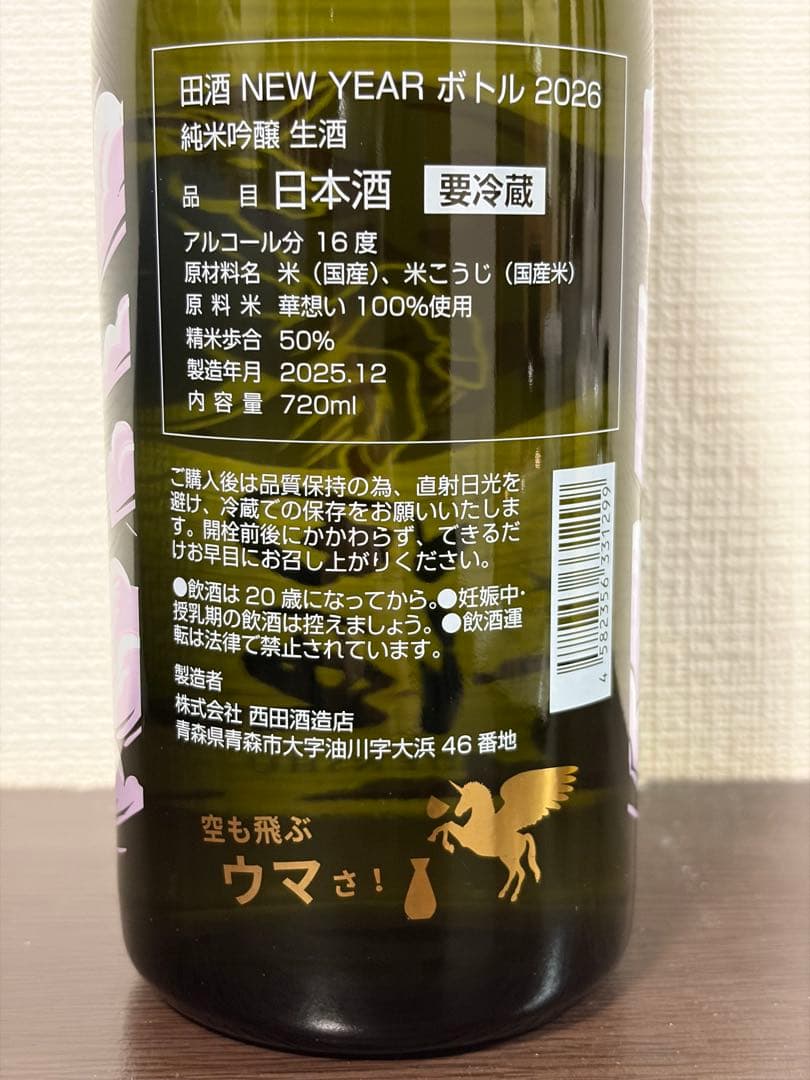 田酒 NEW YEAR ボトル 2026
純米吟醸 生酒
品 目 日本酒 要冷蔵
アルコール分 16度
原材料名 米（国産）、米こうじ（国産米）
原料米 華想い 100%使用
精米歩合 50%
製造年月 2025.12
内容量 720ml
ご購入後は品質保持の為、直射日光を
避け、冷蔵での保存をお願いいたしま
す。開栓前後にかかわらず、できるだ
けお早目にお召し上がりください。
●飲酒は20歳になってから。●妊娠中・
授乳期の飲酒は控えましょう。●飲酒運
転は法律で禁止されています。
製造者
株式会社 西田酒造店
青森県青森市大字油川字大浜46番地
4 582356 331299
空も飛ぶ
ウマさ！